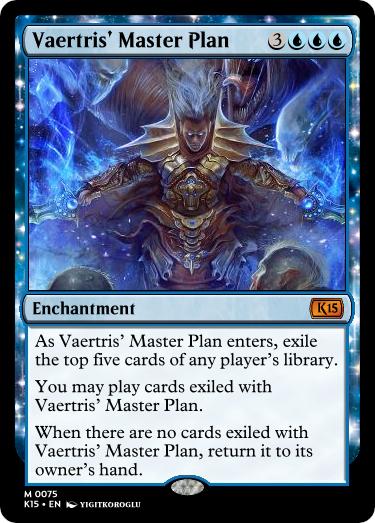 Vaertris' Master Plan 3
Enchantment K15
As Vaertris' Master Plan enters, exile
the top five cards of any player's library.
You may play cards exiled with
Vaertris' Master Plan.
When there are no cards exiled with
Vaertris' Master Plan, return it to its
owner's hand.
M 0075
K15 • EN YIGITKOROGLU